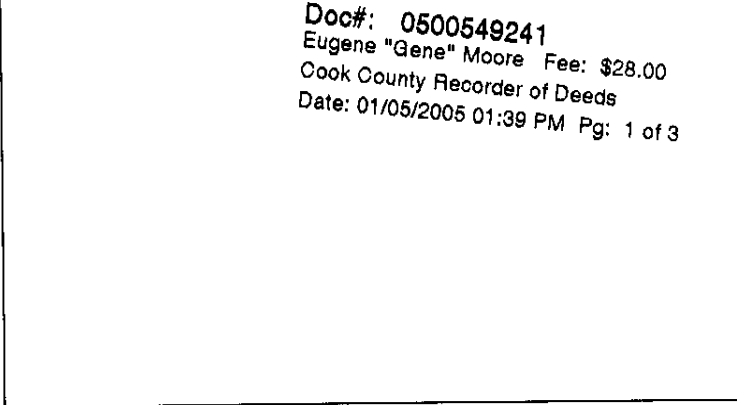 Doc#: 0500549241
Eugene "Gene" Moore Fee: $28.00
Cook County Recorder of Deeds
Date: 01/05/2005 01:39 PM Pg: 1 of 3